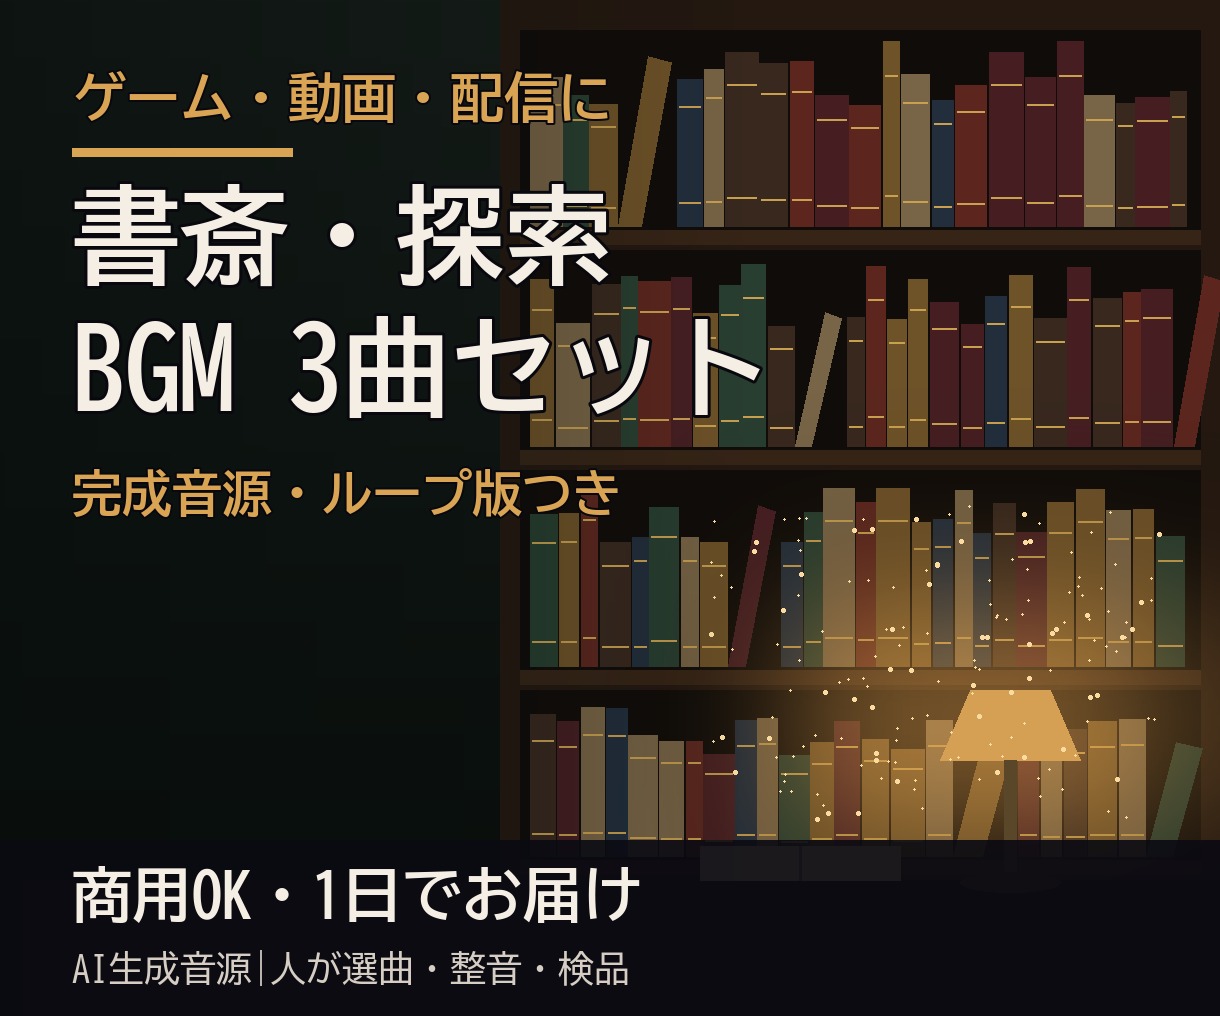 ゲーム・動画・配信に
書斎・探索
BGM 3曲セット
完成音源・ループ版つき
商用OK・1日でお届け
AI生成音源|人が選曲・整音・検品